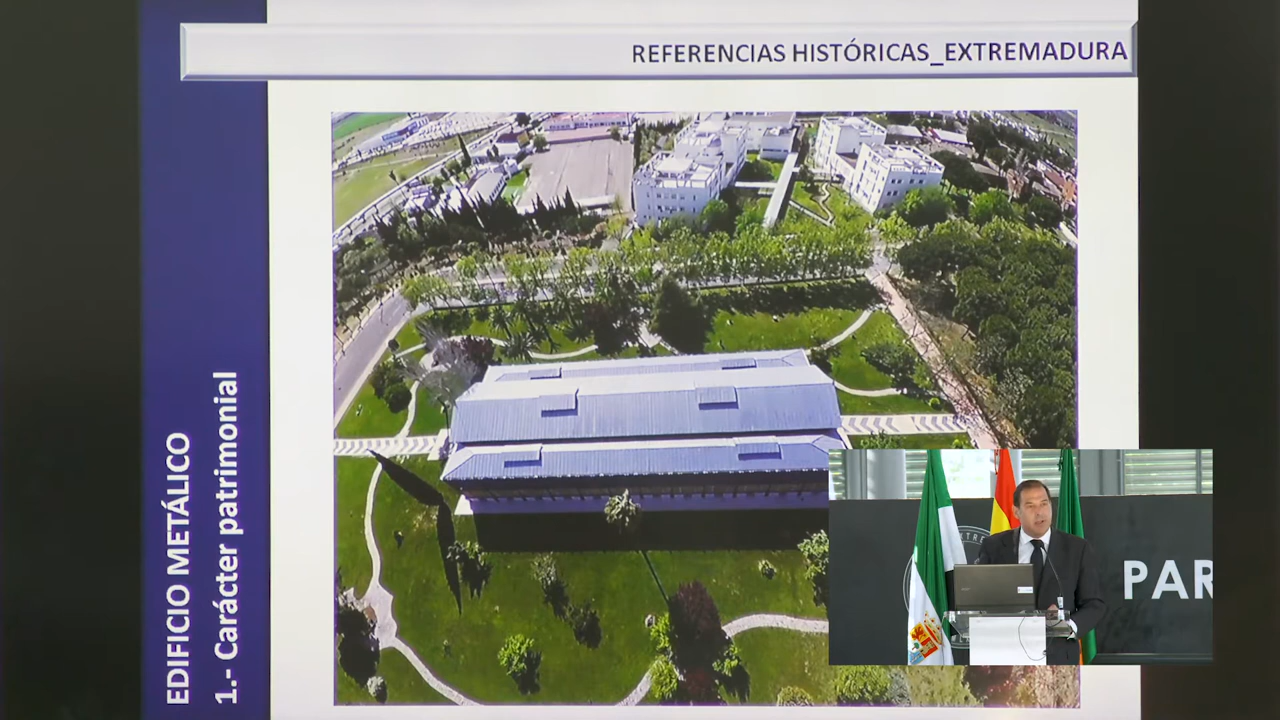 REFERENCIAS HISTÓRICAS_EXTREMADURA
EDIFICIO METÁLICO
1.- Carácter patrimonial
PAR